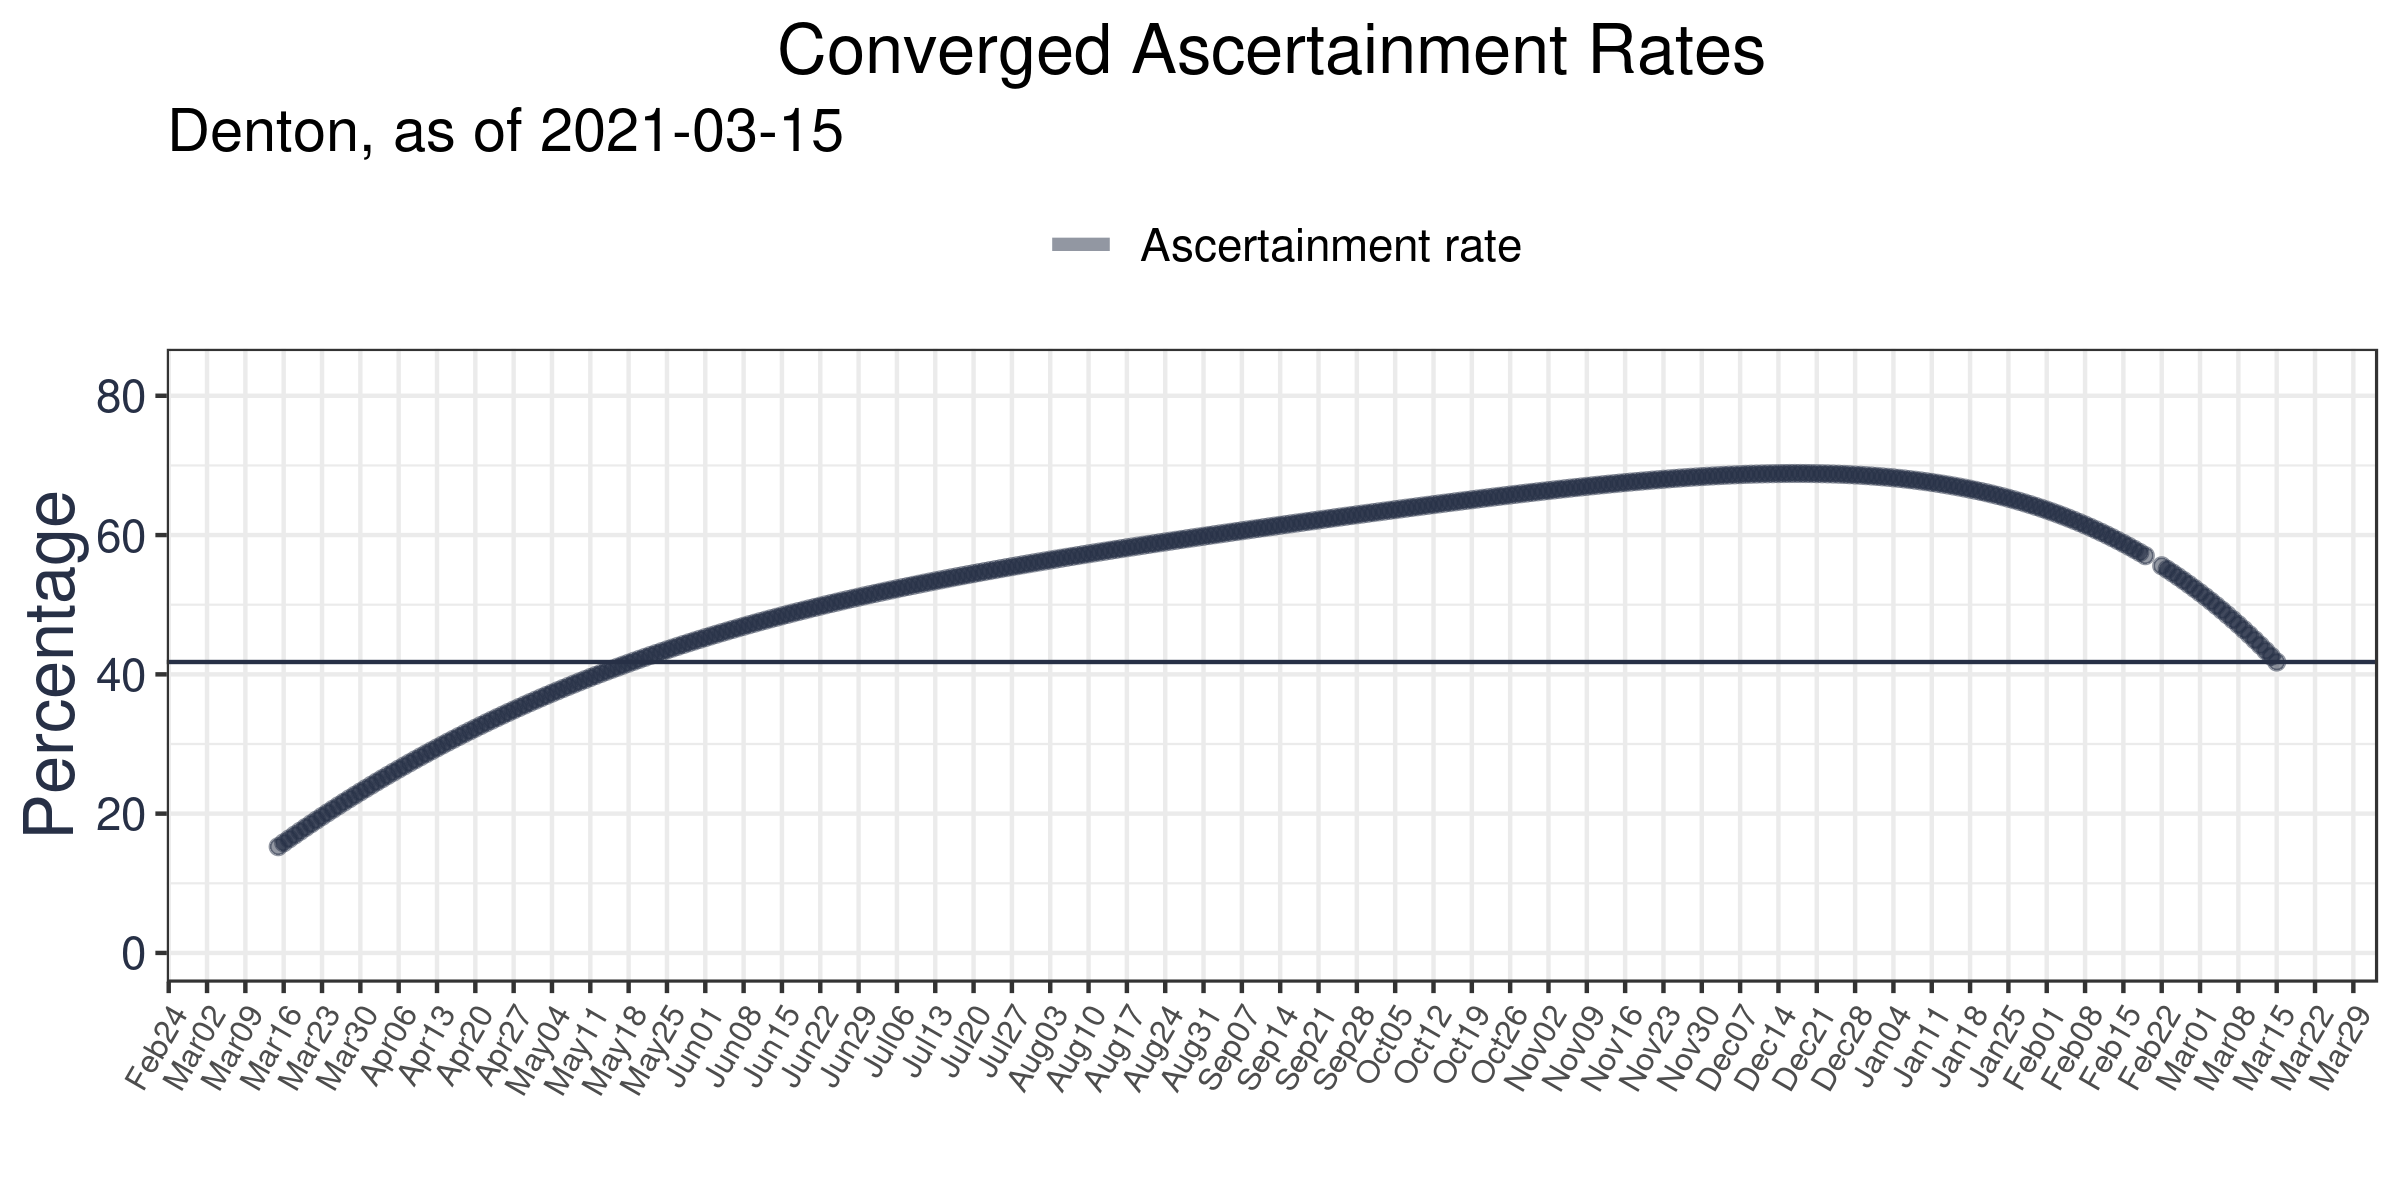 Converged Ascertainment Rates
Denton, as of 2021-03-15
Ascertainment rate
Percentage
80
60
40
20
0
Feb24
Mar02
Mar09
Mar16
Mar23
Mar30
Apr06
Apr13
Apr20
Apr27
May04
May11
May18
May25
Jun01
Jun08
Jun15
Jun22
Jun29
Jul06
Jul13
Jul20
Jul27
Aug03
Aug10
Aug17
Aug24
Aug31
Sep07
Sep14
Sep21
Sep28
Oct05
Oct12
Oct19
Oct26
Nov02
Nov09
Nov16
Nov23
Nov30
Dec07
Dec14
Dec21
Dec28
Jan04
Jan11
Jan18
Jan25
Feb01
Feb08
Feb15
Feb22
Mar01
Mar08
Mar15
Mar22
Mar29